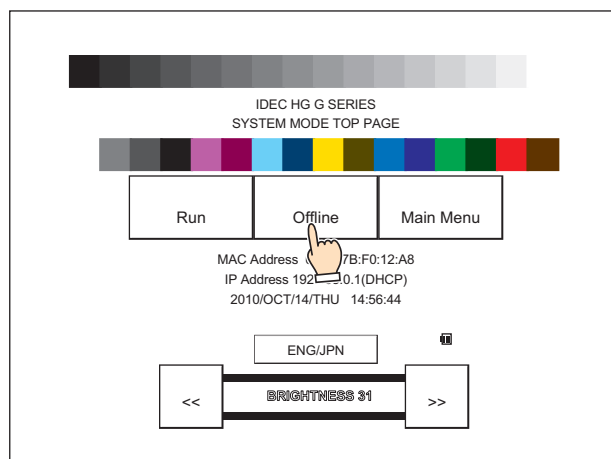 IDEC HG G SERIES
SYSTEM MODE TOP PAGE
Run
Offline
Main Menu
MAC Address 7B:F0:12:A8
IP Address 192 0.1(DHCP)
2010/OCT/14/THU 14:56:44
ENG/JPN
<<
BRIGHTNESS 31
>>